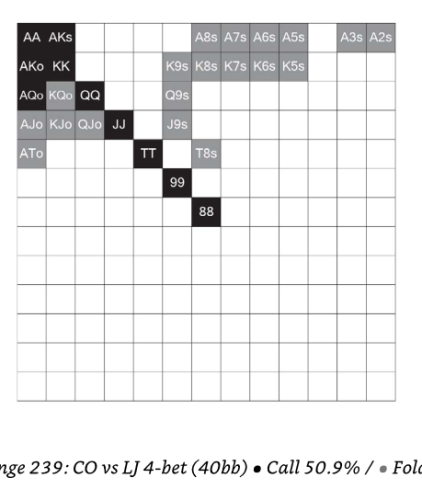 AA AKs A8s A7s A6s A5s A3s A2s
AKo KK K9s K8s K7s K6s K5s
AQo KQo QQ Q9s
AJo KJo QJo JJ J9s
ATo TT T8s
99
88
nge 239: CO vs LJ 4-bet (40bb) • Call 50.9% / • Fol